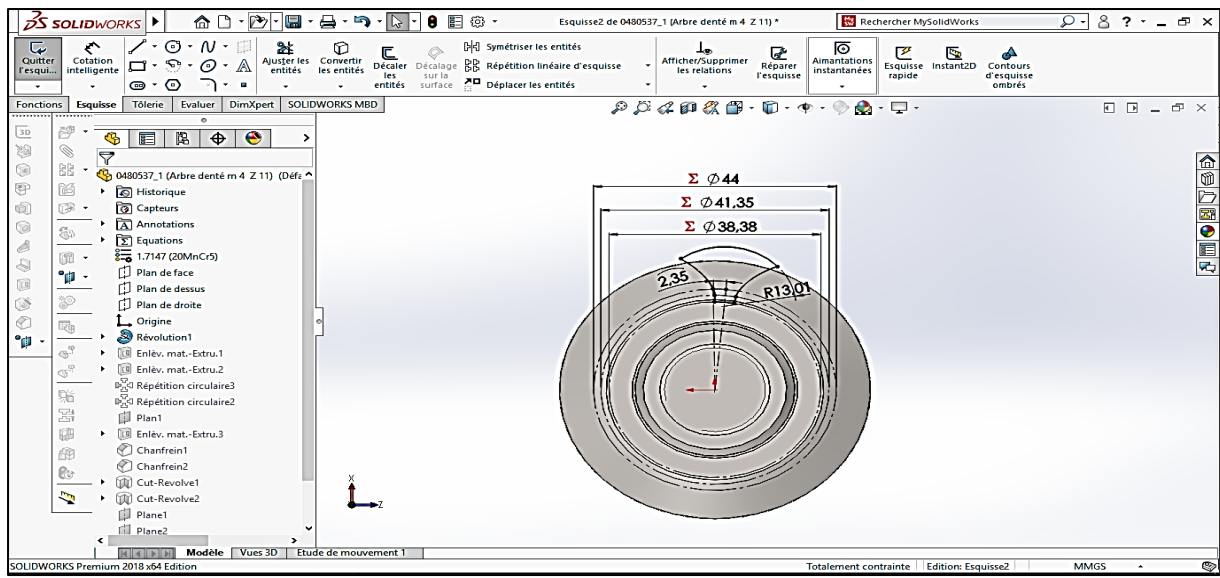 SOLIDWORKS
Esquisse2 de 0480537_1 (Arbre denté m 4 Z 11) *
Rechercher MySolidWorks
Quitter l'esqui...
Cotation intelligente
Ajuster les entités
Convertir les entités
Décaler les entités
Décalage sur la surface
Symétriser les entités
Répétition linéaire d'esquisse
Déplacer les entités
Afficher/Supprimer les relations
Réparer l'esquisse
Aimantations instantanées
Esquisse rapide
Instant2D
Contours d'esquisse ombrés
Fonctions Esquisse Tôlerie Evaluer DimXpert SOLIDWORKS MBD
0480537_1 (Arbre denté m 4 Z 11) (Défa
Historique
Capteurs
Annotations
Equations
1.7147 (20MnCr5)
Plan de face
Plan de dessus
Plan de droite
Origine
Révolution1
Enlèv. mat.-Extru.1
Enlèv. mat.-Extru.2
Répétition circulaire3
Répétition circulaire2
Plan1
Enlèv. mat.-Extru.3
Chanfrein1
Chanfrein2
Cut-Revolve1
Cut-Revolve2
Plane1
Plane2
Σ ∅44
Σ ∅41,35
Σ ∅38,38
2,35
R13,01
X
Z
Modèle Vues 3D Etude de mouvement 1
SOLIDWORKS Premium 2018 x64 Edition
Totalement contrainte Edition: Esquisse2 MMGS